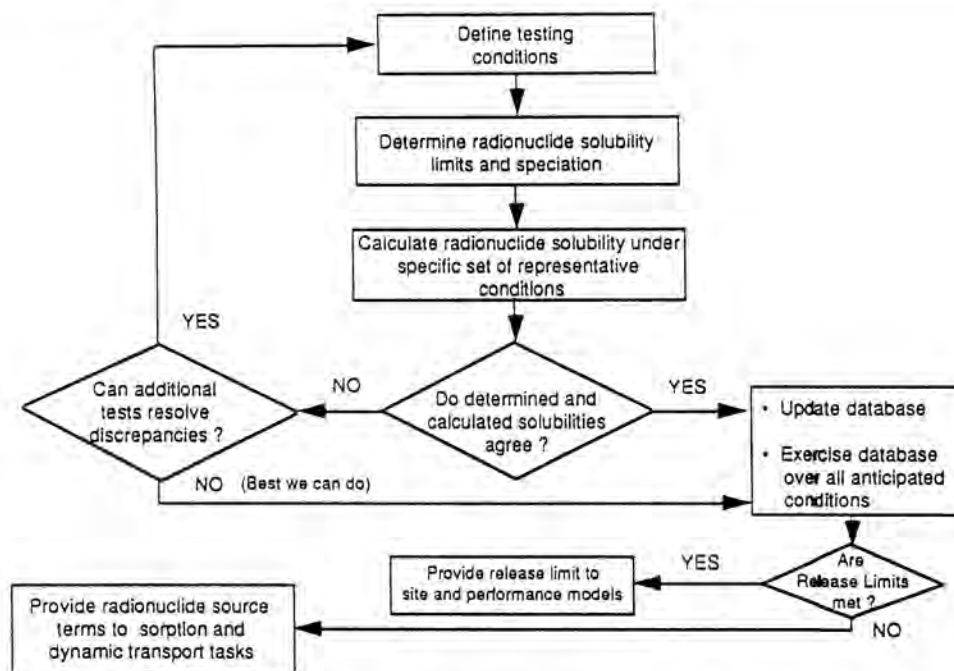 Define testing
conditions
Determine radionuclide solubility
limits and speciation
Calculate radionuclide solubility under
specific set of representative
conditions
YES
Can additional
tests resolve
discrepancies ?
NO
Do determined and
calculated solubilities
agree ?
YES
• Update database
• Exercise database
over all anticipated
conditions
NO (Best we can do)
Are
Release Limits
met ?
YES
Provide release limit to
site and performance models
NO
Provide radionuclide source
terms to sorption and
dynamic transport tasks